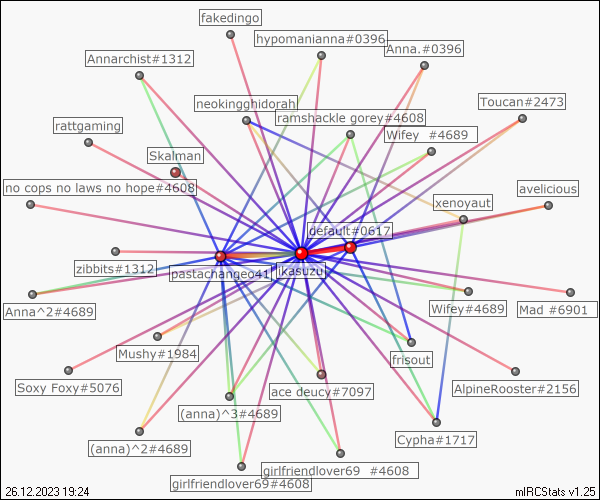 fakedingo
hypomanianna#0396
Anna.#0396
Annarchist#1312
Toucan#2473
neokingghidorah
ramshackle gorey#4608
rattgaming
Wifey #4689
Skalman
no cops no laws no hope#4608
avelicious
xenoyaut
default#0617
zibbits#1312
pastachangeo41
ikasuzu
Anna^2#4689
Wifey#4689
Mad #6901
Mushy#1984
frisout
Soxy Foxy#5076
ace deucy#7097
AlpineRooster#2156
(anna)^3#4689
Cypha#1717
(anna)^2#4689
girlfriendlover69 #4608
girlfriendlover69#4608
26.12.2023 19:24
mIRCStats v1.25